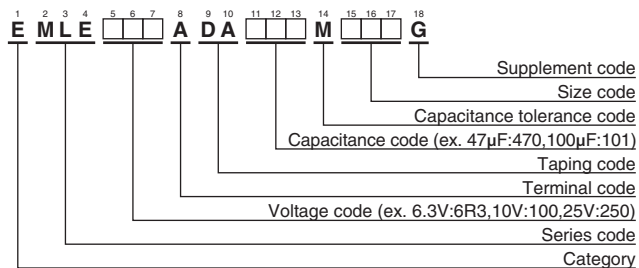 1 2 3 4 5 6 7 8 9 10 11 12 13 14 15 16 17 18
E M L E □ □ □ A D A □ □ □ M □ □ □ G
Supplement code
Size code
Capacitance tolerance code
Capacitance code (ex. 47μF:470,100μF:101)
Taping code
Terminal code
Voltage code (ex. 6.3V:6R3,10V:100,25V:250)
Series code
Category